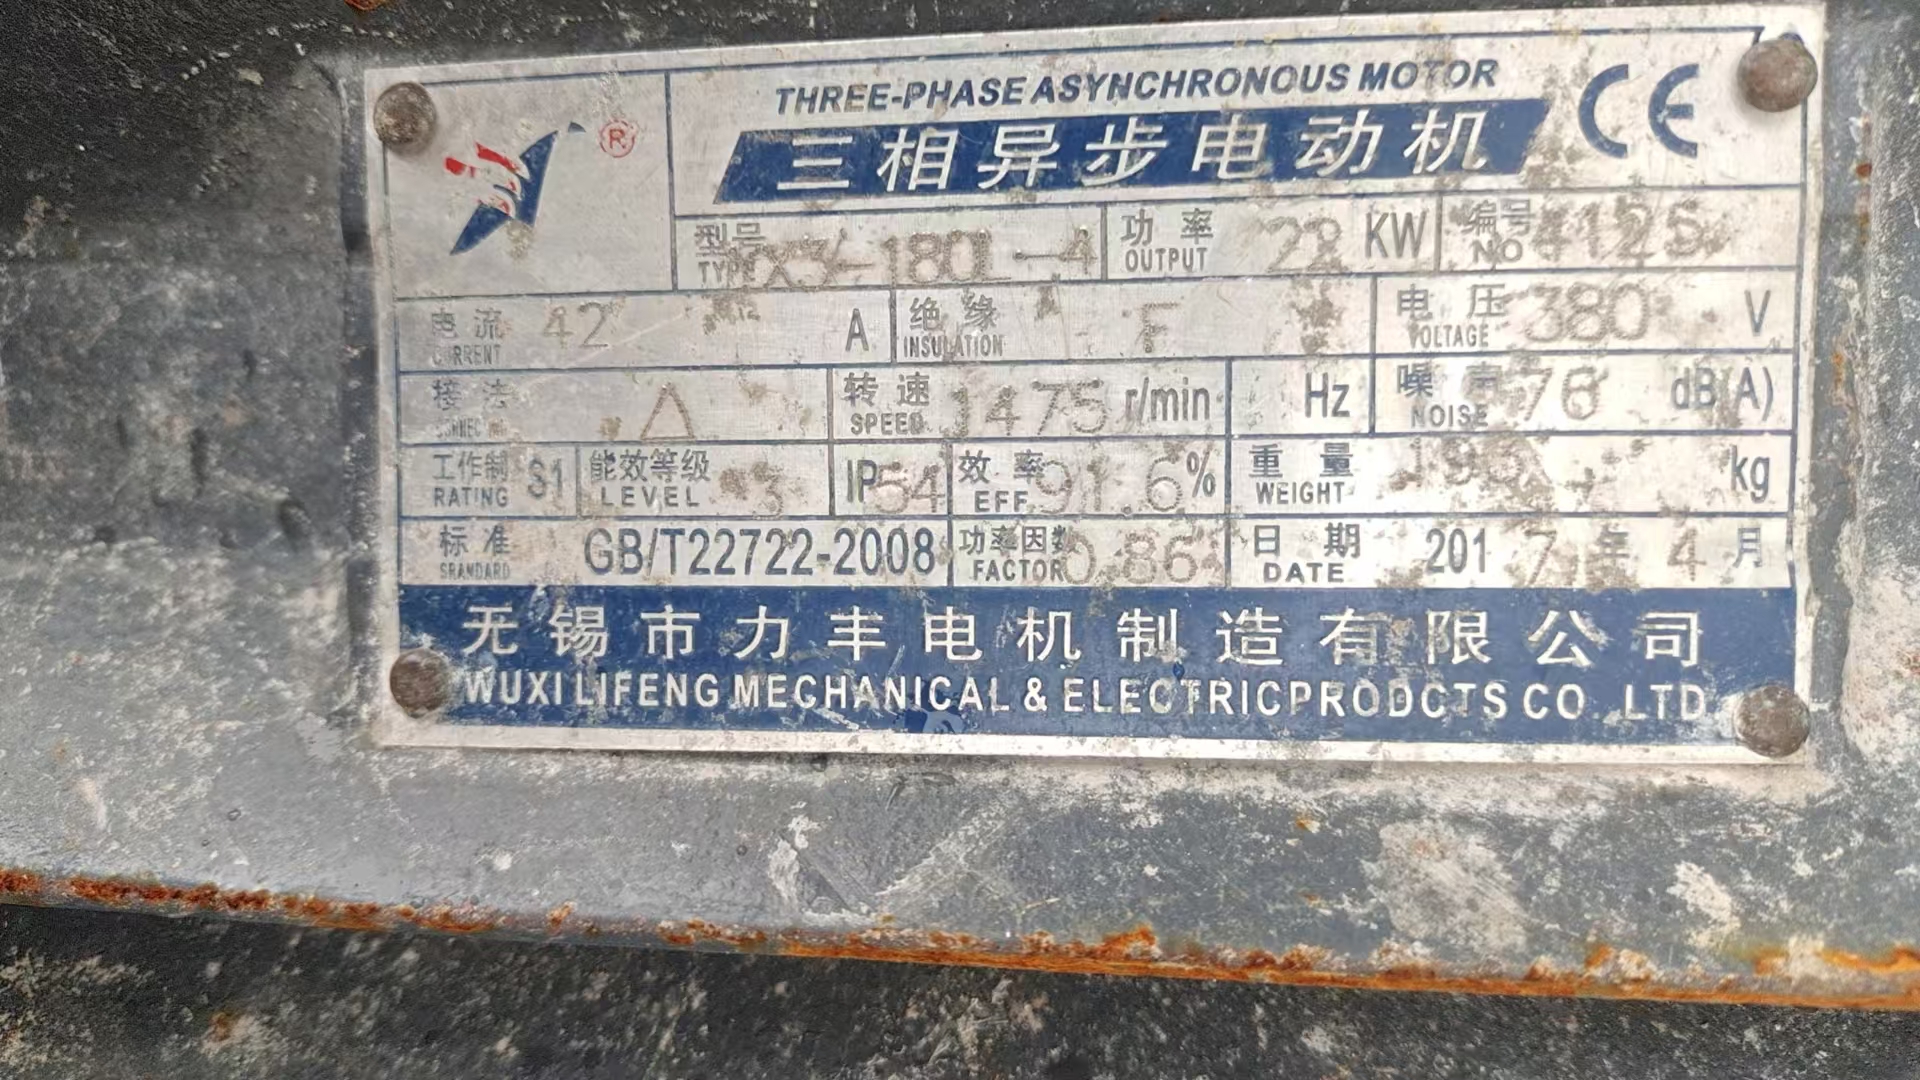 ®
THREE-PHASE ASYNCHRONOUS MOTOR
三相异步电动机 CE
型号 YX3-180L-4 功率 22 KW 编号 41125
TYPE OUTPUT NO
电流 42 A 绝缘 F 电压 380 V
CURRENT INSULATION VOLTAGE
接法 △ 转速 1475 r/min Hz 噪声 76 dB(A)
SPEED NOISE
工作制 S1 能效等级 3 IP 54 效率 91.6 % 重量 kg
RATING LEVEL EFF WEIGHT
标准 GB/T22722-2008 功率因数 0.86 日期 2017年4月
SRANDARD FACTOR DATE
无锡市力丰电机制造有限公司
WUXI LIFENG MECHANICAL & ELECTRICPRODCTS CO .LTD